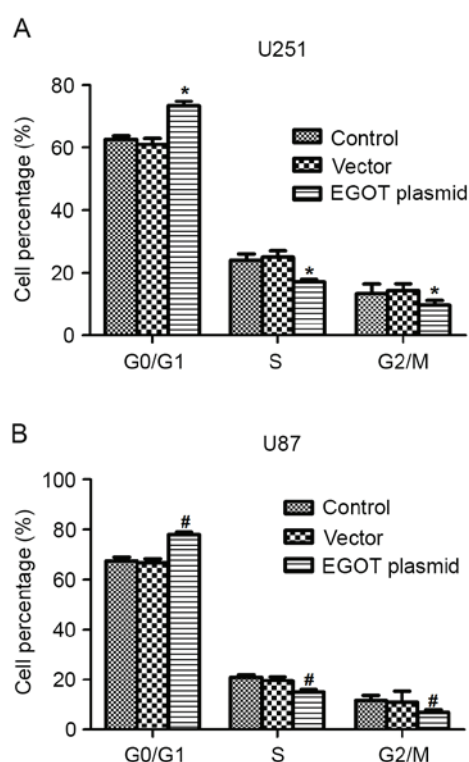 A
U251
Cell percentage (%)
80
60
40
20
0
*
*
*
Control
Vector
EGOT plasmid
G0/G1 S G2/M
B
U87
Cell percentage (%)
100
80
60
40
20
0
#
#
#
Control
Vector
EGOT plasmid
G0/G1 S G2/M